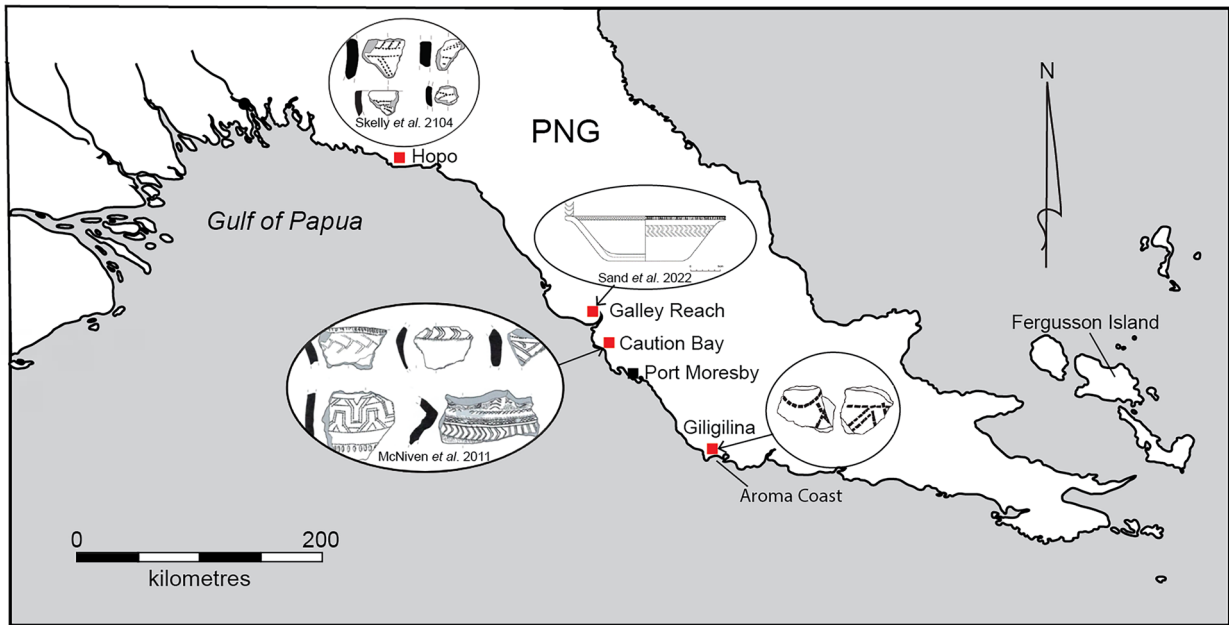 Skelly et al. 2104
PNG
N
Hopo
Gulf of Papua
Sand et al. 2022
Galley Reach
Fergusson Island
Caution Bay
Port Moresby
Giligilina
McNiven et al. 2011
Aroma Coast
0 200
kilometres